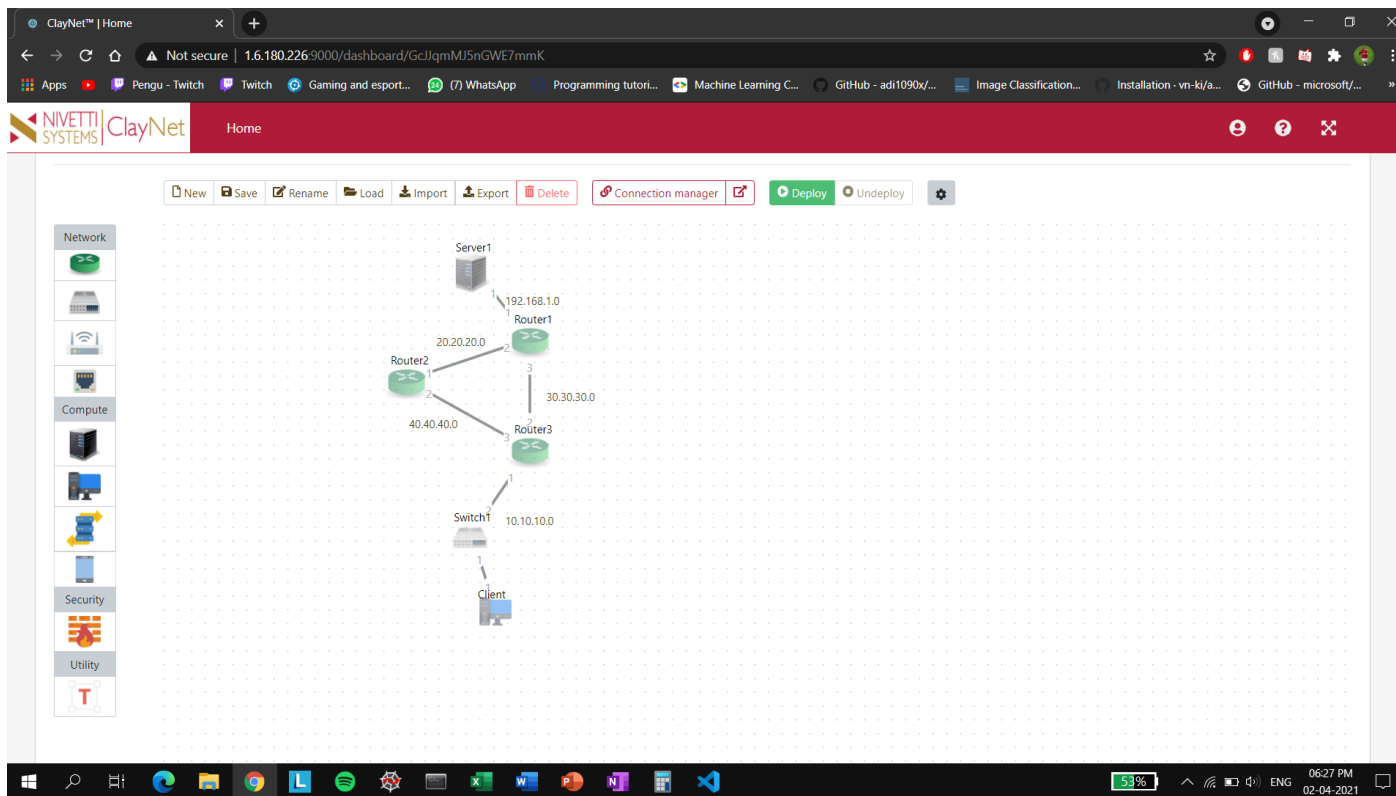 ClayNet™ | Home
Not secure | 1.6.180.226:9000/dashboard/GcJJqmMJ5nGWE7mmK
Apps Pengu - Twitch Twitch Gaming and esport... (7) WhatsApp Programming tutori... Machine Learning C... GitHub - adi1090x/... Image Classification... Installation · vn-ki/a... GitHub - microsoft/... »
NIVETTI SYSTEMS ClayNet Home
New Save Rename Load Import Export Delete Connection manager Deploy Undeploy
Network
Server1
1
192.168.1.0
1
Router1
20.20.20.0
2
Router2
3
1
2
30.30.30.0
Compute
40.40.40.0
2
Router3
3
1
2
Switch1
10.10.10.0
1
1
Client
Security
Utility
T
53% ENG
06:27 PM
02-04-2021